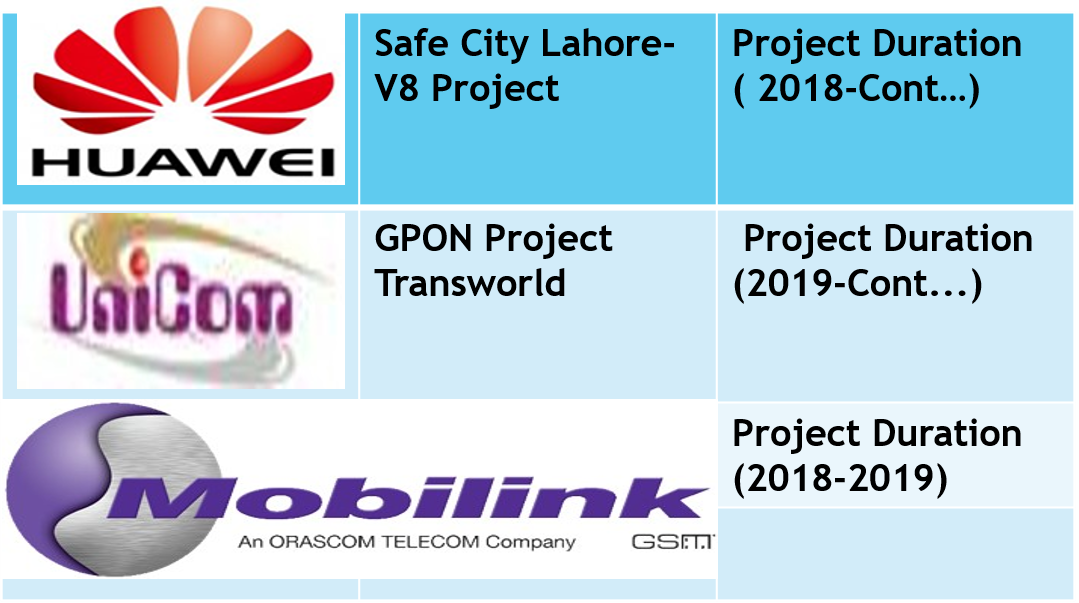 HUAWEI
Safe City Lahore-
V8 Project
Project Duration
( 2018-Cont…)
UniCom
GPON Project
Transworld
Project Duration
(2019-Cont...)
Mobilink
An ORASCOM TELECOM Company
GSM
Project Duration
(2018-2019)